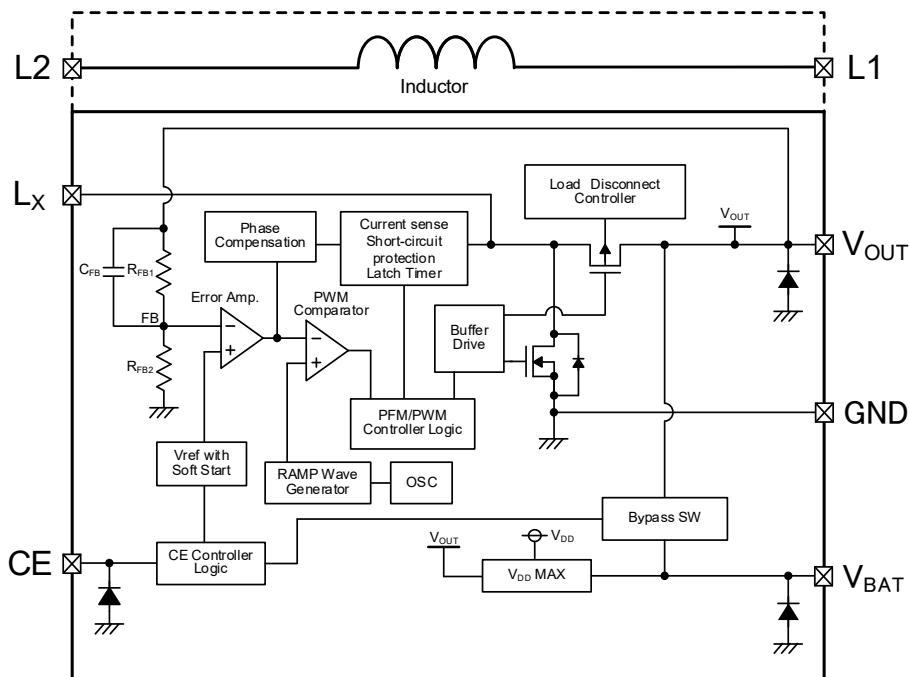 L2
Inductor
L1
LX
Load Disconnect
Controller
VOUT
VOUT
Phase
Compensation
Current sense
Short-circuit
protection
Latch Timer
CFB
RFB1
Error Amp.
PWM
Comparator
FB
Buffer
Drive
RFB2
PFM/PWM
Controller Logic
GND
Vref with
Soft Start
RAMP Wave
Generator
OSC
Bypass SW
CE
CE Controller
Logic
VOUT
VDD
VDD MAX
VBAT